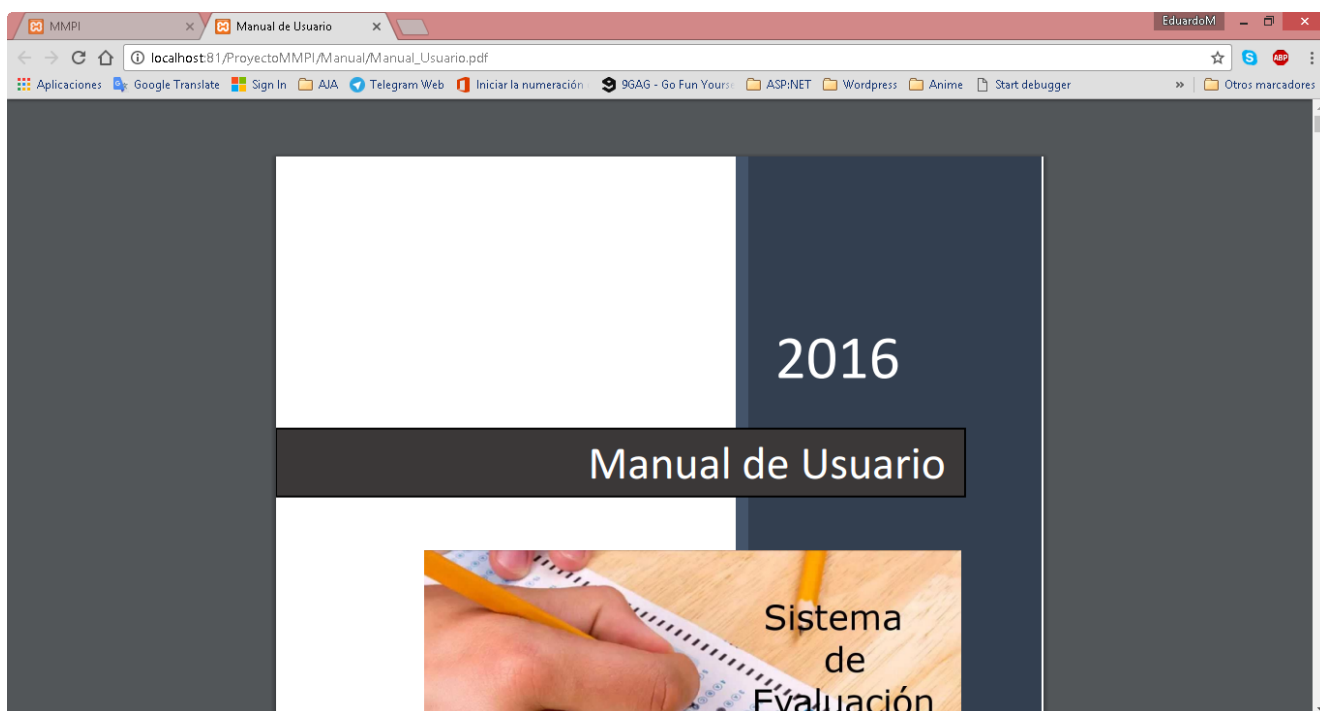 MMPI
Manual de Usuario
EduardoM
localhost:81/ProyectoMMPI/Manual/Manual_Usuario.pdf
ABP
Aplicaciones Google Translate Sign In AJA Telegram Web Iniciar la numeración 9GAG - Go Fun Yours ASP.NET Wordpress Anime Start debugger » Otros marcadores
2016
Manual de Usuario
Sistema
de
Evaluación